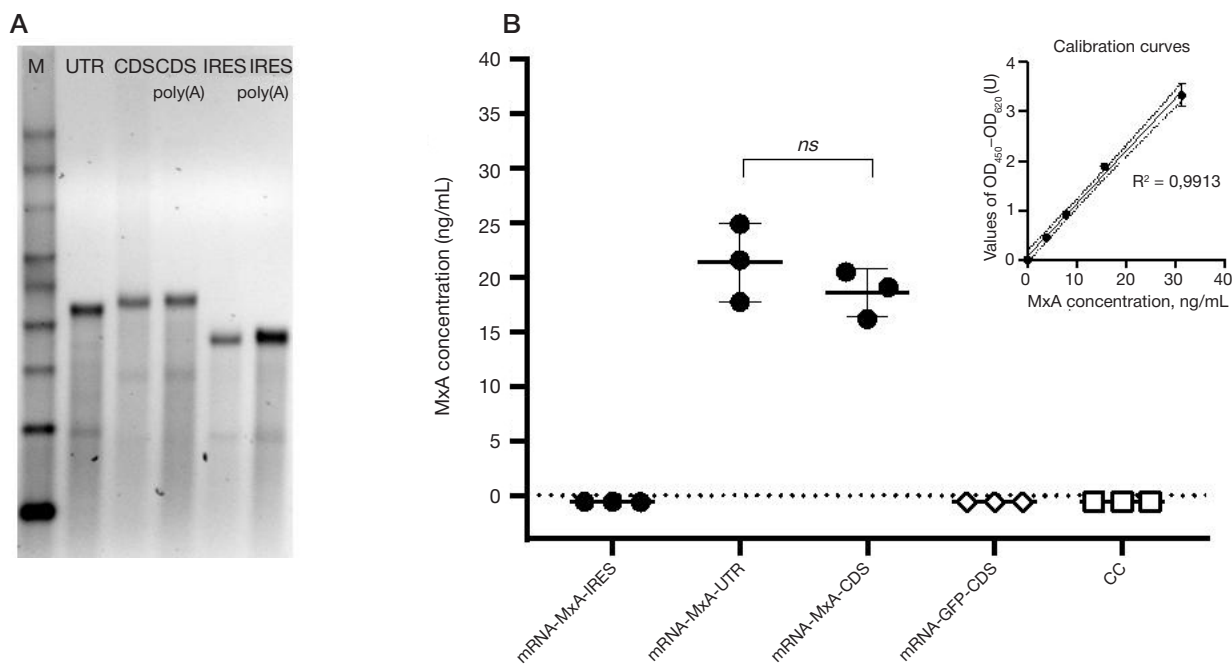 A
M UTR CDS CDS IRES IRES
poly(A) poly(A)
B
MxA concentration (ng/mL)
40
35
30
25
20
15
10
5
0
ns
mRNA-MxA-IRES
mRNA-MxA-UTR
mRNA-MxA-CDS
mRNA-GFP-CDS
CC
Calibration curves
Values of OD450–OD620 (U)
4
3
2
1
0
R² = 0,9913
0 10 20 30 40
MxA concentration, ng/mL